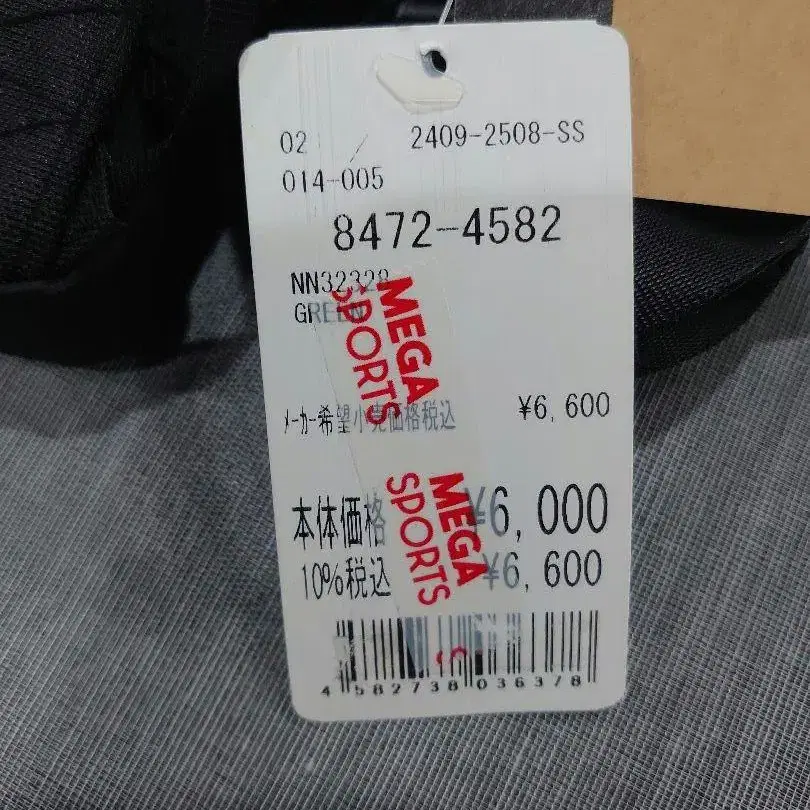 02 2409-2508-SS
014-005
8472-4582
NN32328
GREEN
MEGA
SPORTS
メーカー希望小売価格税込 ¥6,600
本体価格 ¥6,000
10%税込 ¥6,600
MEGA
SPORTS
4582738036378